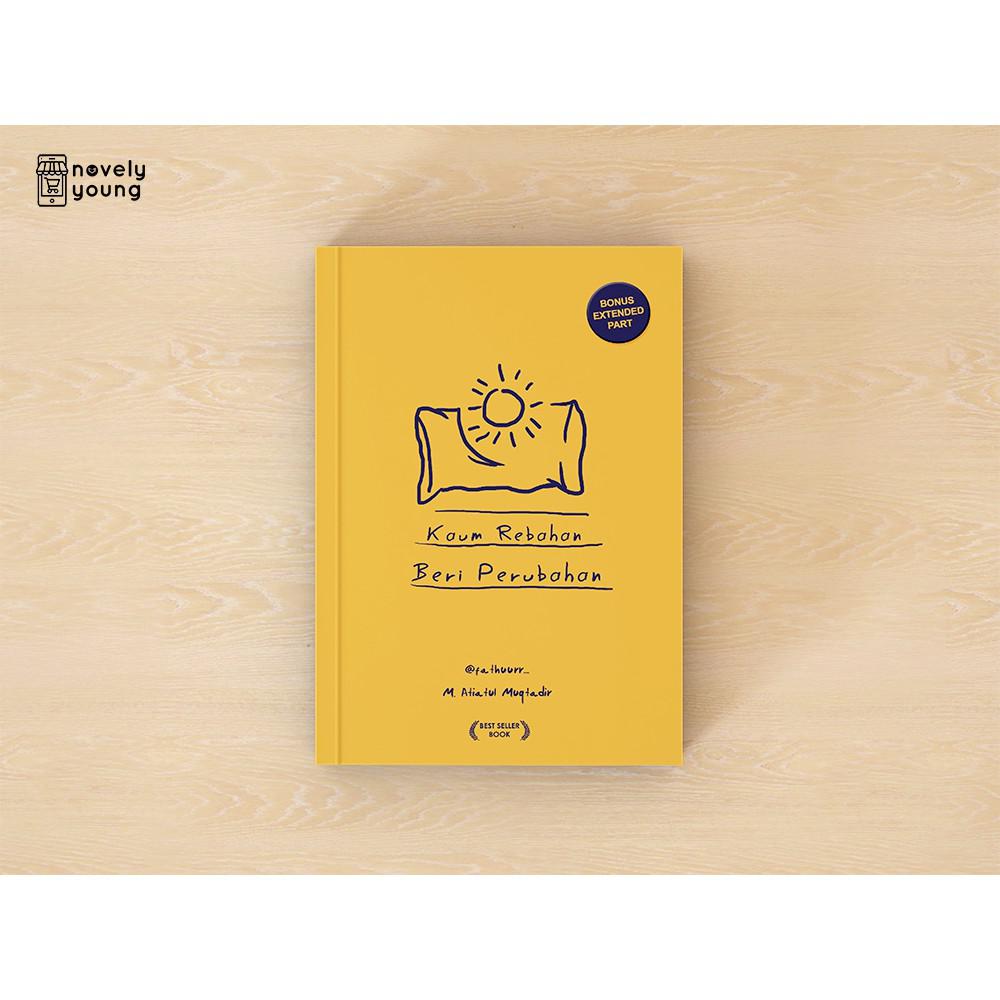 novely
young
BONUS
EXTENDED
PART
Kaum Rebahan
Beri Perubahan
@fathuurr_
M. Atiatul Muqtadir
BEST SELLER
BOOK